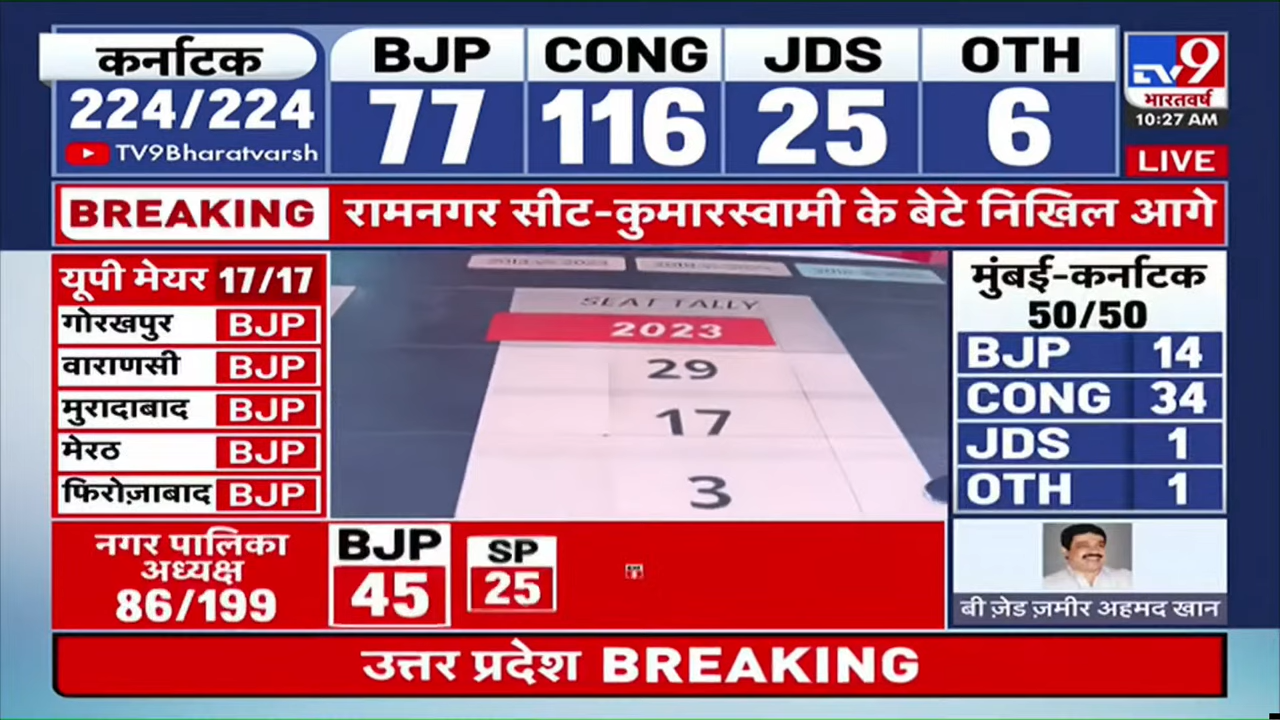 कर्नाटक
224/224
TV9Bharatvarsh
BJP
77
CONG
116
JDS
25
OTH
6
TV9
भारतवर्ष
10:27 AM
LIVE
BREAKING
रामनगर सीट-कुमारस्वामी के बेटे निखिल आगे
यूपी मेयर 17/17
गोरखपुर BJP
वाराणसी BJP
मुरादाबाद BJP
मेरठ BJP
फिरोज़ाबाद BJP
SEAT TALLY
2023
29
17
3
मुंबई-कर्नाटक
50/50
BJP 14
CONG 34
JDS 1
OTH 1
नगर पालिका
अध्यक्ष
86/199
BJP
45
SP
25
बी ज़ेड ज़मीर अहमद खान
उत्तर प्रदेश BREAKING